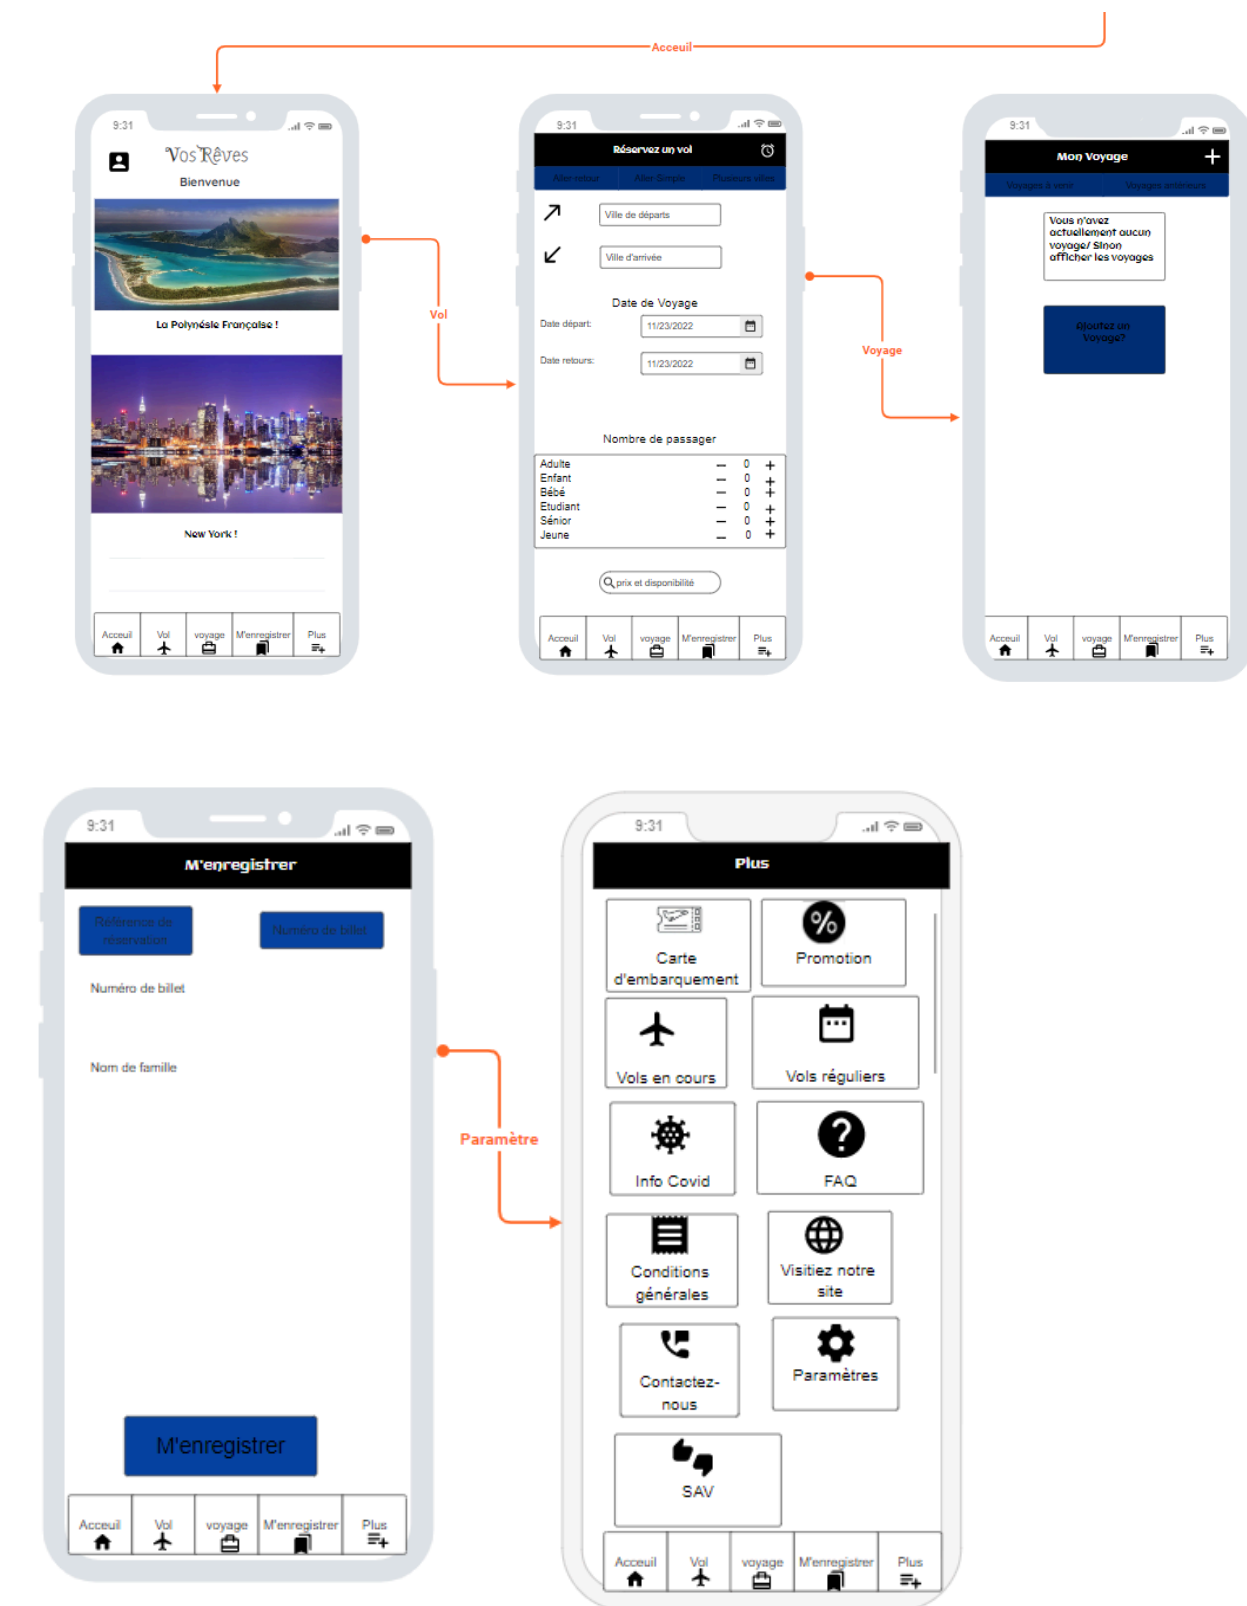 Acceuil
9:31
Vos Rêves
Bienvenue
La Polynésie Française !
New York !
Acceuil
Vol
voyage
M'enregistrer
Plus
Vol
9:31
Réservez un vol
Aller-retour
Aller-Simple
Plusieurs villes
Ville de départs
Ville d'arrivée
Date de Voyage
Date départ:
11/23/2022
Date retours:
11/23/2022
Nombre de passager
Adulte − 0 +
Enfant − 0 +
Bébé − 0 +
Etudiant − 0 +
Sénior − 0 +
Jeune − 0 +
prix et disponibilité
Acceuil
Vol
voyage
M'enregistrer
Plus
Voyage
9:31
Mon Voyage
+
Voyages à venir
Voyages antérieurs
Vous n'avez
actuellement aucun
voyage/ Sinon
afficher les voyages
Ajoutez un
Voyage?
Acceuil
Vol
voyage
M'enregistrer
Plus
9:31
M'enregistrer
Référence de
réservation
Numéro de billet
Numéro de billet
Nom de famille
M'enregistrer
Acceuil
Vol
voyage
M'enregistrer
Plus
Paramètre
9:31
Plus
Carte
d'embarquement
%
Promotion
Vols en cours
Vols réguliers
Info Covid
?
FAQ
Conditions
générales
Visitiez notre
site
Contactez-
nous
Paramètres
SAV
Acceuil
Vol
voyage
M'enregistrer
Plus